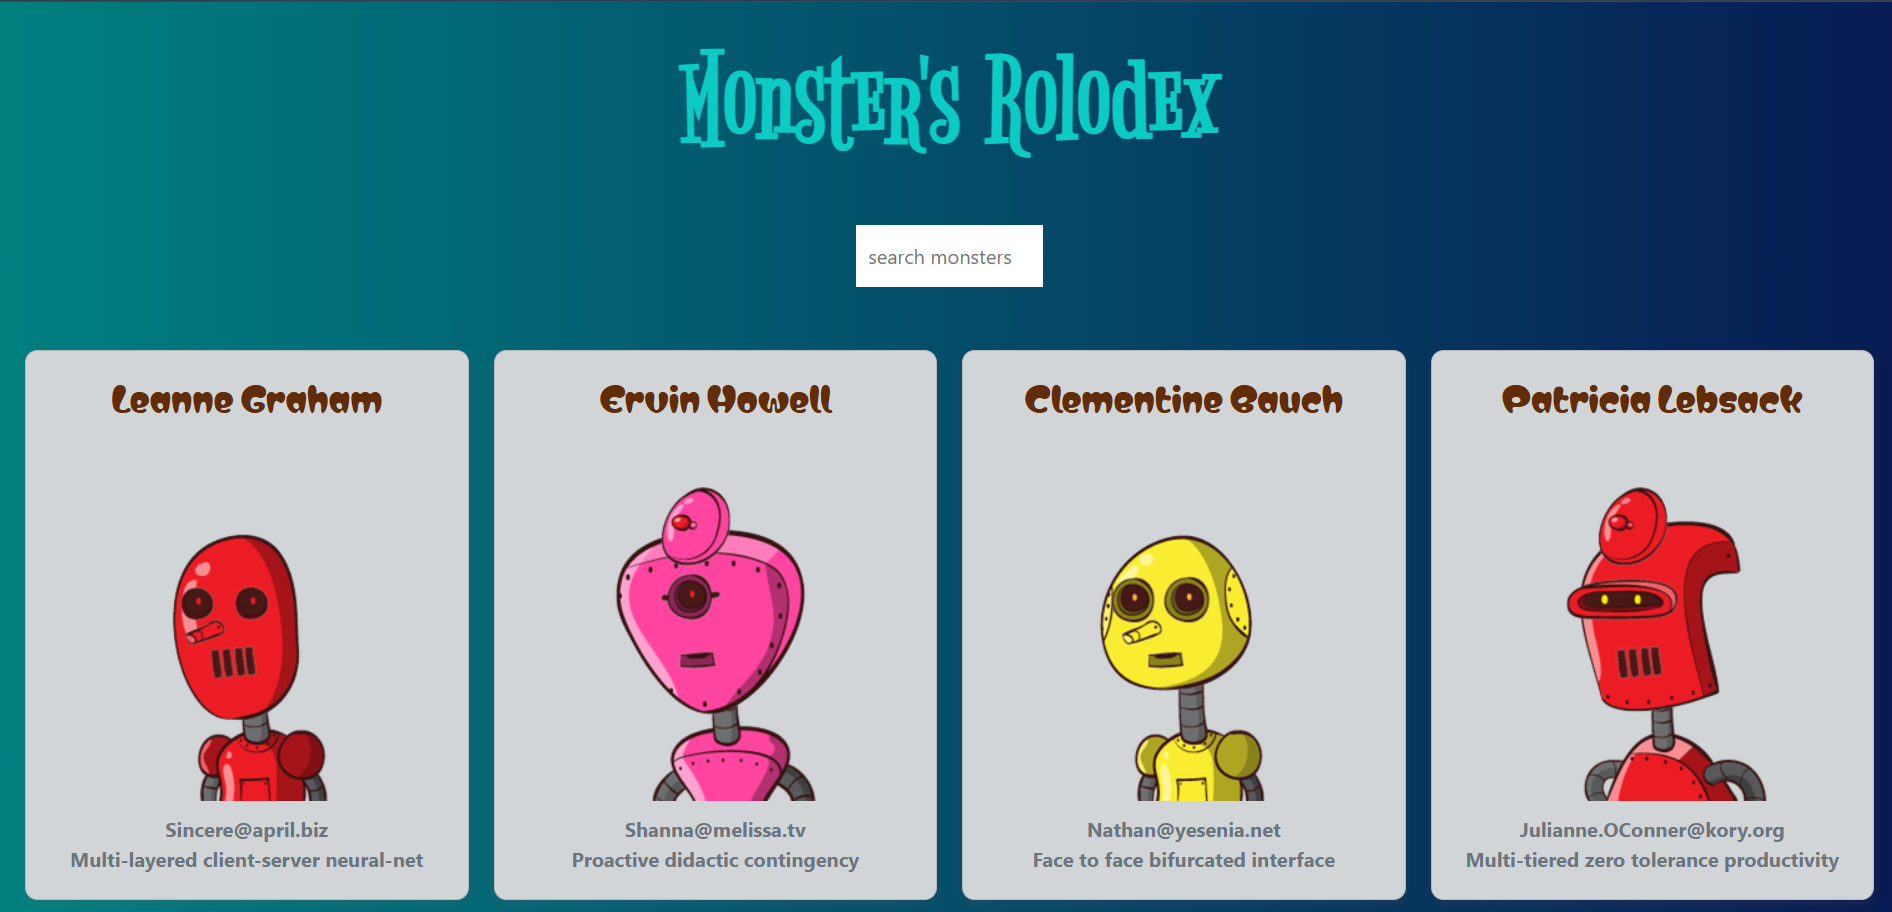 Monster's Rolodex
search monsters
Leanne Graham
Ervin Howell
Clementine Bauch
Patricia Lebsack
Sincere@april.biz
Multi-layered client-server neural-net
Shanna@melissa.tv
Proactive didactic contingency
Nathan@yesenia.net
Face to face bifurcated interface
Julianne.OConner@kory.org
Multi-tiered zero tolerance productivity